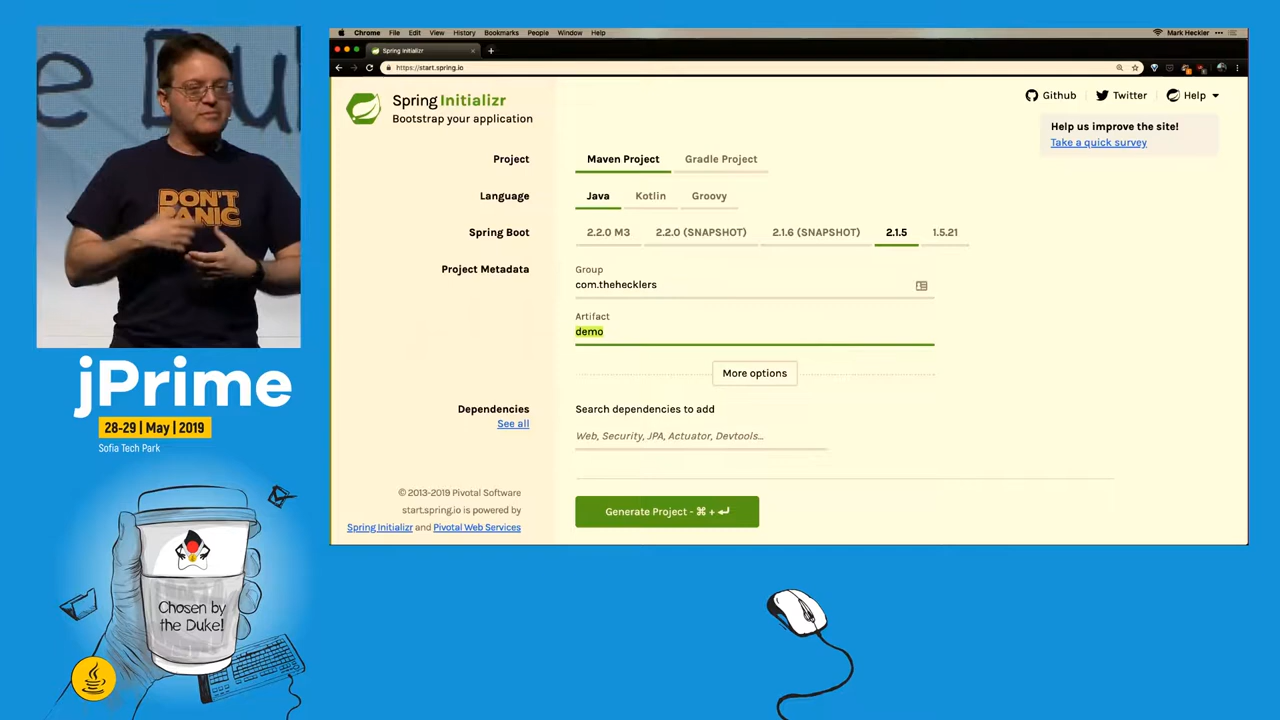 e Du
DON'T
PANIC
jPrime
28-29 | May | 2019
Sofia Tech Park
Chosen by
the Duke!
Chrome File Edit View History Bookmarks People Window Help
Mark Heckler
Spring Initializr
https://start.spring.io
Spring Initializr
Bootstrap your application
Github
Twitter
Help
Help us improve the site!
Take a quick survey
Project
Maven Project
Gradle Project
Language
Java
Kotlin
Groovy
Spring Boot
2.2.0 M3
2.2.0 (SNAPSHOT)
2.1.6 (SNAPSHOT)
2.1.5
1.5.21
Project Metadata
Group
com.thehecklers
Artifact
demo
More options
Dependencies
See all
Search dependencies to add
Web, Security, JPA, Actuator, Devtools...
© 2013-2019 Pivotal Software
start.spring.io is powered by
Spring Initializr and Pivotal Web Services
Generate Project - ⌘ + ↵